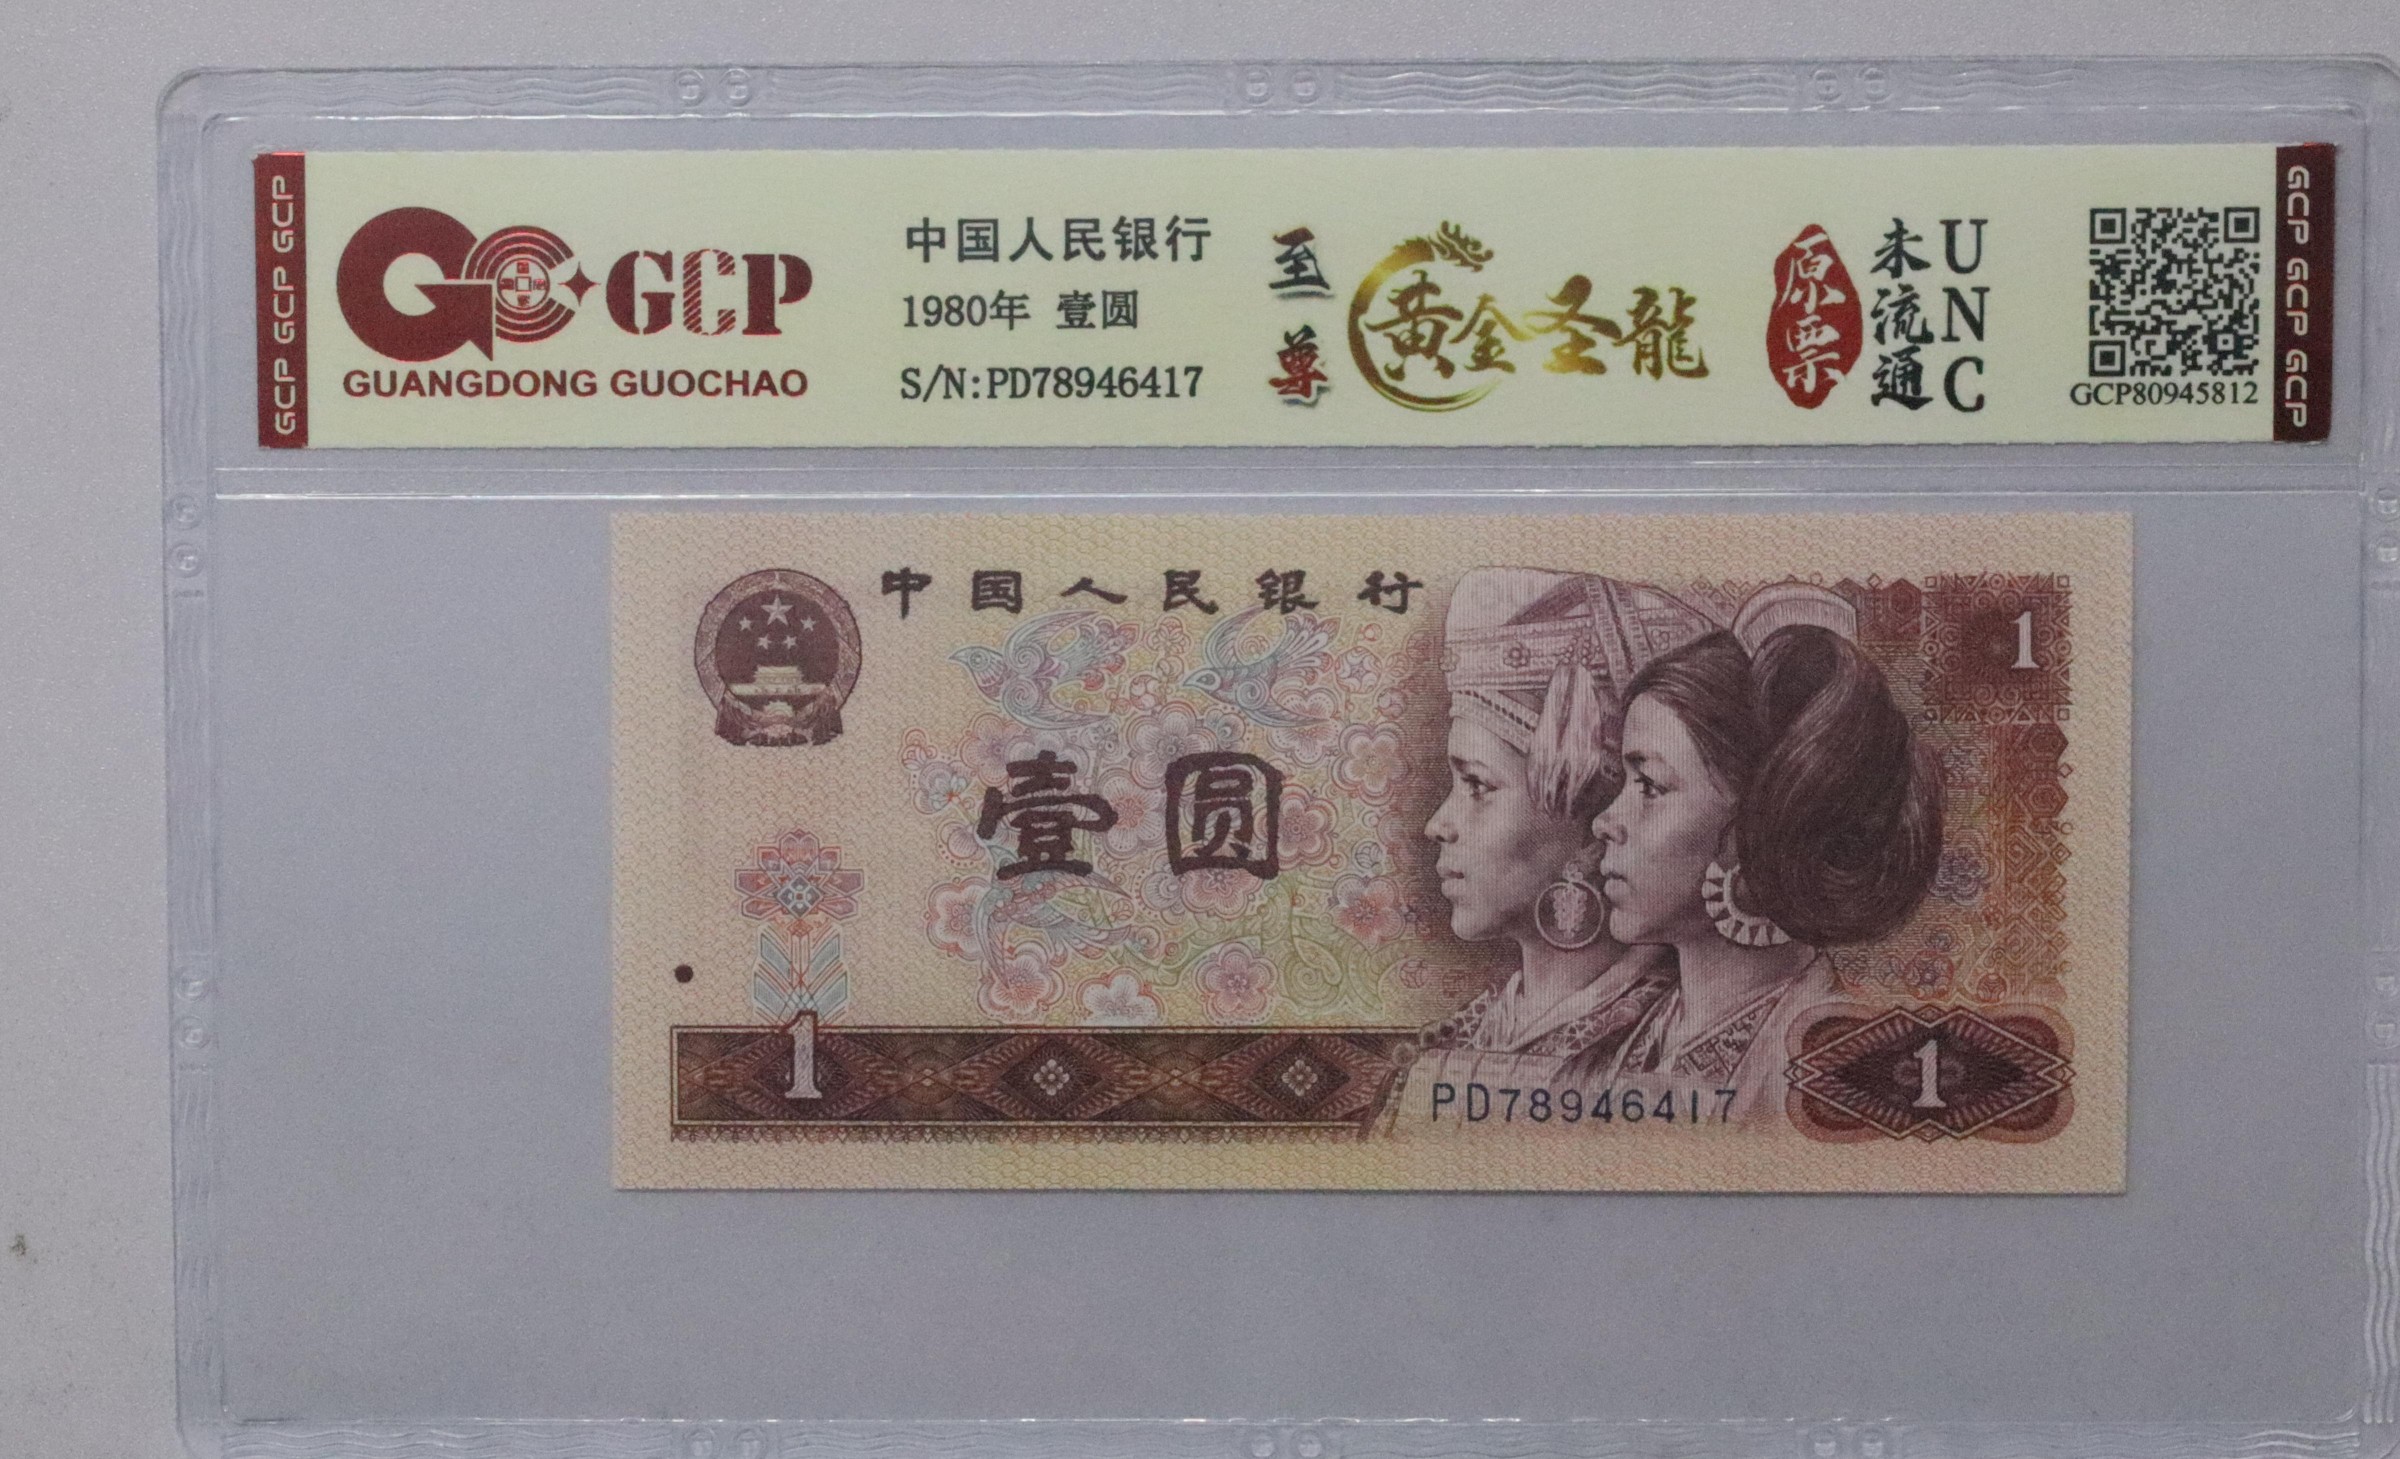 GCP GCP GCP
GCP
GUANGDONG GUOCHAO
中国人民银行
1980年 壹圆
S/N:PD78946417
至尊
黄金圣龍
原票
未流通
UNC
GCP80945812
GCP GCP GCP
中国人民银行
1
壹圆
1
PD78946417
1